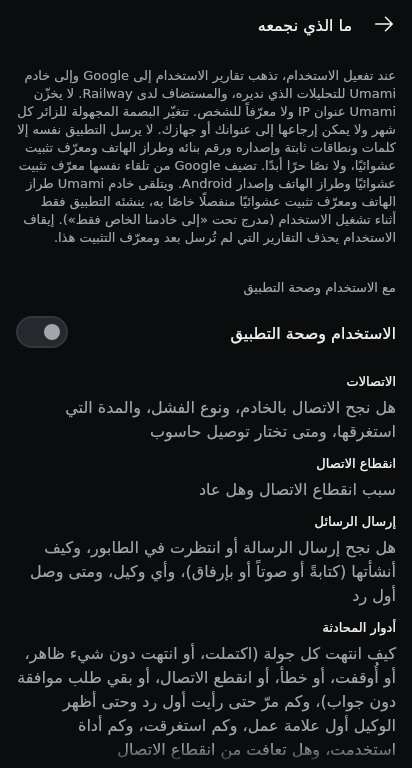 ما الذي نجمعه
عند تفعيل الاستخدام، تذهب تقارير الاستخدام إلى Google وإلى خادم
Umami للتحليلات الذي نديره، والمستضاف لدى Railway. لا يخزّن
Umami عنوان IP ولا معرّفاً للشخص. تتغيّر البصمة المجهولة للزائر كل
شهر ولا يمكن إرجاعها إلى عنوانك أو جهازك. لا يرسل التطبيق نفسه إلا
كلمات ونطاقات ثابتة وإصداره ورقم بنائه وطراز الهاتف ومعرّف تثبيت
عشوائيًا، ولا نصًا حرًا أبدًا. تضيف Google من تلقاء نفسها معرّف تثبيت
عشوائيًا وطراز الهاتف وإصدار Android. ويتلقى خادم Umami طراز
الهاتف ومعرّف تثبيت عشوائيًا منفصلًا خاصًا به، ينشئه التطبيق فقط
أثناء تشغيل الاستخدام (مدرج تحت «إلى خادمنا الخاص فقط»). إيقاف
الاستخدام يحذف التقارير التي لم تُرسل بعد ومعرّف التثبيت هذا.
مع الاستخدام وصحة التطبيق
الاستخدام وصحة التطبيق
الاتصالات
هل نجح الاتصال بالخادم، ونوع الفشل، والمدة التي
استغرقها، ومتى تختار توصيل حاسوب
انقطاع الاتصال
سبب انقطاع الاتصال وهل عاد
إرسال الرسائل
هل نجح إرسال الرسالة أو انتظرت في الطابور، وكيف
أنشأتها (كتابةً أو صوتاً أو بإرفاق)، وأي وكيل، ومتى وصل
أول رد
أدوار المحادثة
كيف انتهت كل جولة (اكتملت، أو انتهت دون شيء ظاهر،
أو أُوقفت، أو خطأ، أو انقطع الاتصال، أو بقي طلب موافقة
دون جواب)، وكم مرّ حتى رأيت أول رد وحتى أظهر
الوكيل أول علامة عمل، وكم استغرقت، وكم أداة
استخدمت، وهل تعافت من انقطاع الاتصال